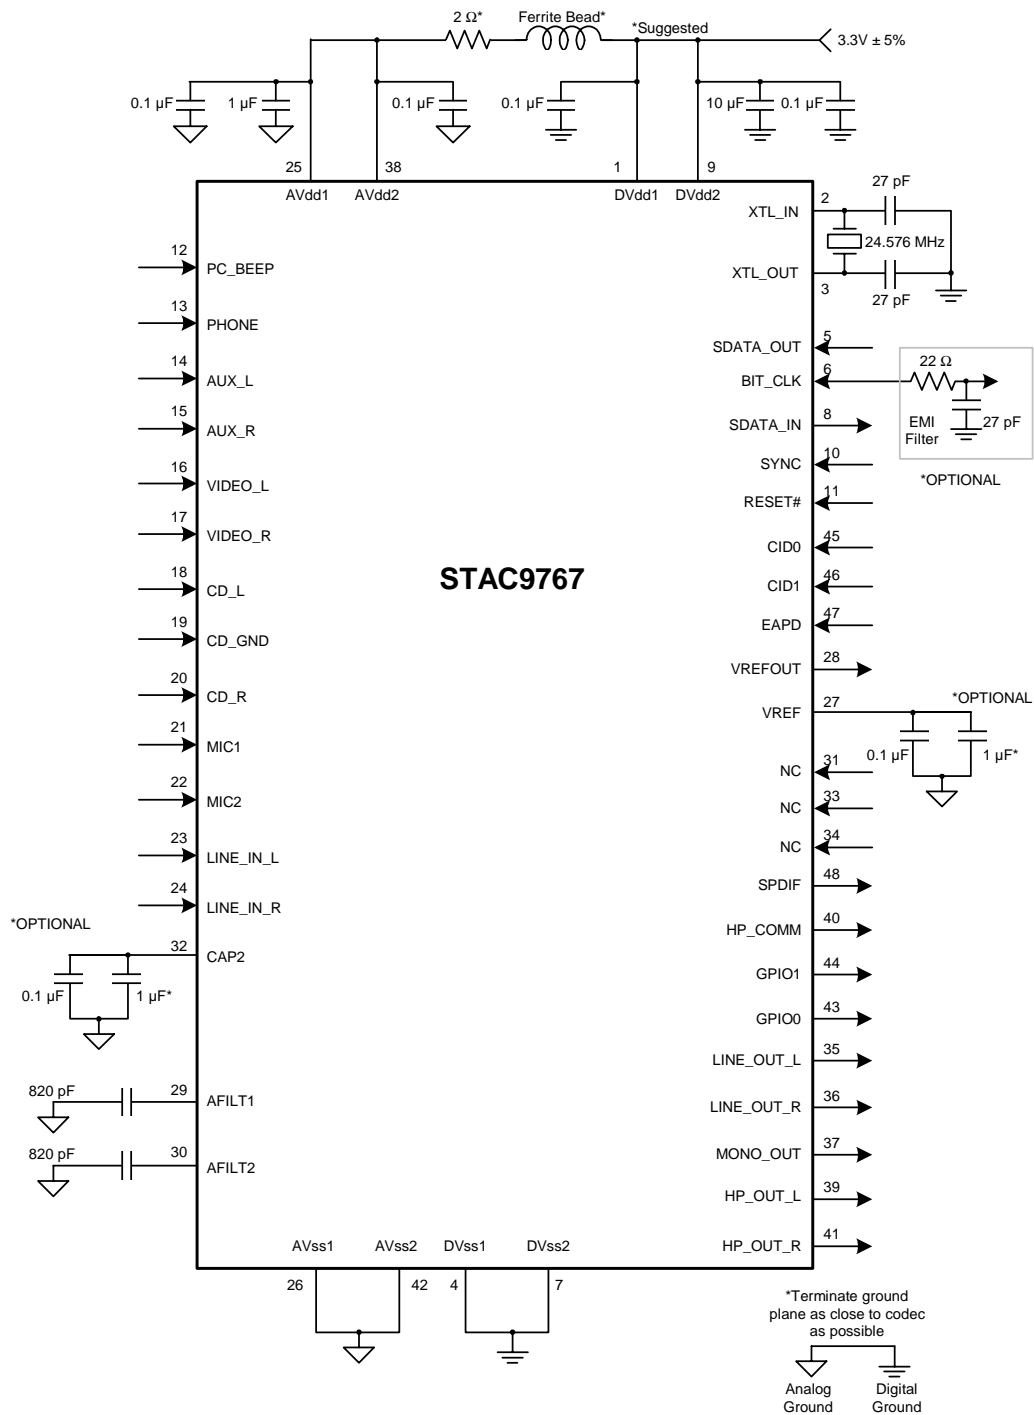 2 Ω*
Ferrite Bead*
*Suggested
3.3V ± 5%
0.1 µF
1 µF
0.1 µF
0.1 µF
10 µF
0.1 µF
25
38
1
9
AVdd1
AVdd2
DVdd1
DVdd2
27 pF
2
XTL_IN
24.576 MHz
XTL_OUT
3
27 pF
12
PC_BEEP
13
PHONE
14
AUX_L
15
AUX_R
16
VIDEO_L
17
VIDEO_R
18
CD_L
19
CD_GND
20
CD_R
21
MIC1
22
MIC2
23
LINE_IN_L
24
LINE_IN_R
*OPTIONAL
32
CAP2
0.1 µF
1 µF*
820 pF
29
AFILT1
820 pF
30
AFILT2
STAC9767
5
SDATA_OUT
6
BIT_CLK
22 Ω
EMI
Filter
27 pF
*OPTIONAL
8
SDATA_IN
10
SYNC
11
RESET#
45
CID0
46
CID1
47
EAPD
28
VREFOUT
27
VREF
*OPTIONAL
0.1 µF
1 µF*
31
NC
33
NC
34
NC
48
SPDIF
40
HP_COMM
44
GPIO1
43
GPIO0
35
LINE_OUT_L
36
LINE_OUT_R
37
MONO_OUT
39
HP_OUT_L
41
HP_OUT_R
AVss1
AVss2
DVss1
DVss2
26
42
4
7
*Terminate ground
plane as close to codec
as possible
Analog
Ground
Digital
Ground